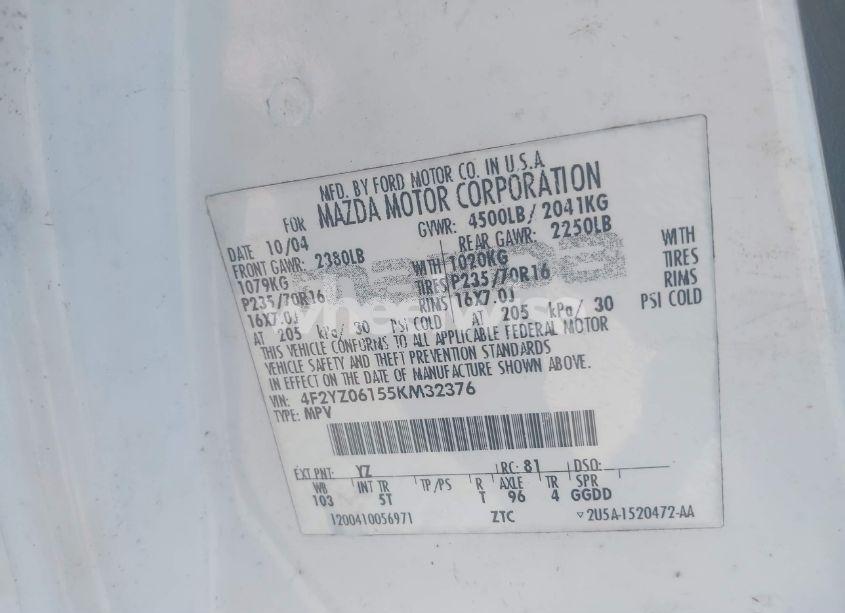 MFD. BY FORD MOTOR CO. IN U.S.A
FOR MAZDA MOTOR CORPORATION
DATE 10/04 GVWR: 4500LB/ 2041KG
FRONT GAWR: 2380LB REAR GAWR: 2250LB
1079KG WITH 1020KG WITH
P235/70R16 TIRES P235/70R16 TIRES
16X7.0J RIMS 16X7.0J RIMS
AT 205 kPa/ 30 PSI COLD AT 205 kPa/ 30 PSI COLD
THIS VEHICLE CONFORMS TO ALL APPLICABLE FEDERAL MOTOR
VEHICLE SAFETY AND THEFT PREVENTION STANDARDS
IN EFFECT ON THE DATE OF MANUFACTURE SHOWN ABOVE.
VIN: 4F2YZ06155KM32376
TYPE: MPV
EXT PNT: YZ RC: 81 DSO:
WB INT TR TP/PS R AXLE TR SPR
103 5T T 96 4 GGDD
1200410056971 ZTC ▽2U5A-1520472-AA